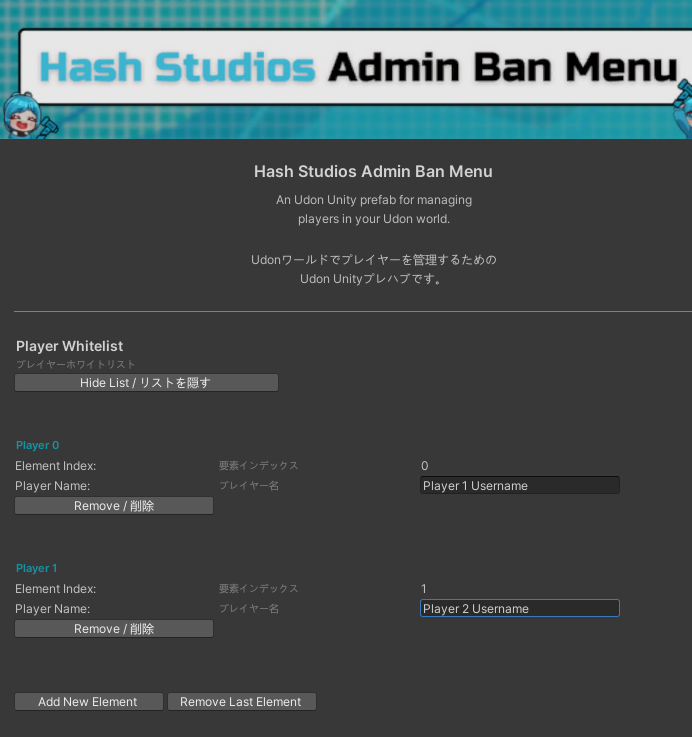 Hash Studios Admin Ban Menu
Hash Studios Admin Ban Menu
An Udon Unity prefab for managing
players in your Udon world.
Udonワールドでプレイヤーを管理するための
Udon Unityプレハブです。
Player Whitelist
プレイヤーホワイトリスト
Hide List / リストを隠す
Player 0
Element Index: 要素インデックス 0
Player Name: プレイヤー名 Player 1 Username
Remove / 削除
Player 1
Element Index: 要素インデックス 1
Player Name: プレイヤー名 Player 2 Username
Remove / 削除
Add New Element Remove Last Element